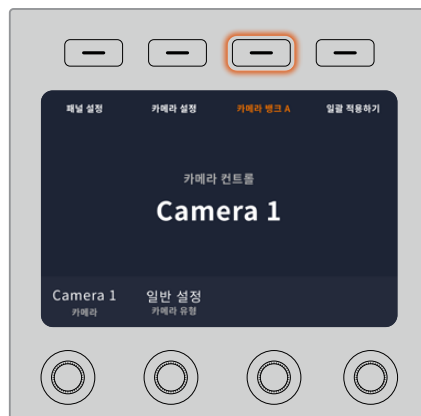 패널 설정 카메라 설정 카메라 뱅크 A 일괄 적용하기
카메라 컨트롤
Camera 1
Camera 1 일반 설정
카메라 카메라 유형